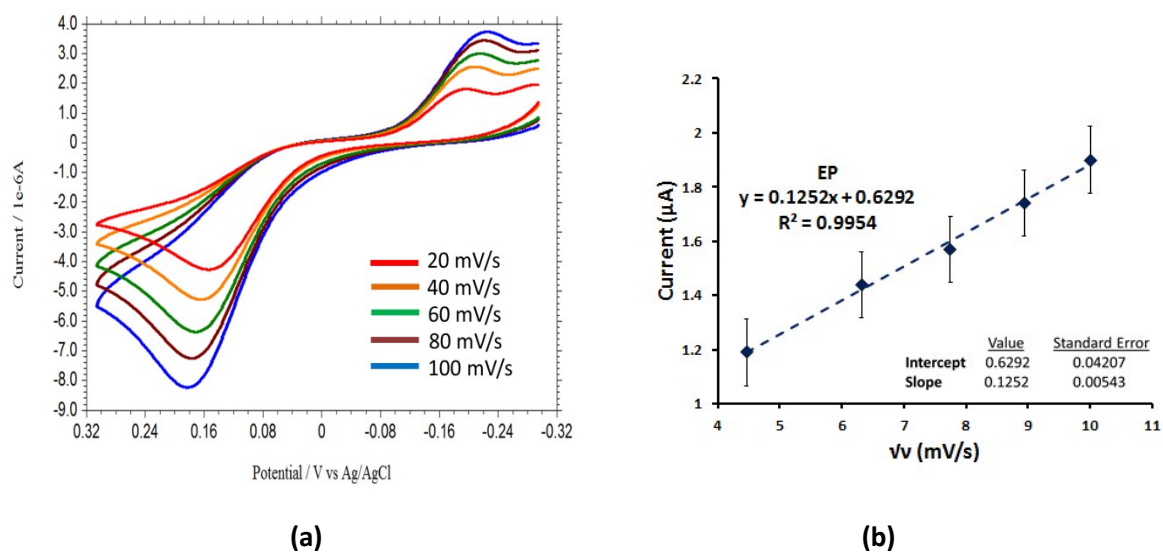 4.0
3.0
2.0
1.0
0
-1.0
-2.0
-3.0
-4.0
-5.0
-6.0
-7.0
-8.0
-9.0
Current / 1e-6A
20 mV/s
40 mV/s
60 mV/s
80 mV/s
100 mV/s
0.32 0.24 0.16 0.08 0 -0.08 -0.16 -0.24 -0.32
Potential / V vs Ag/AgCl
(a)
2.2
2
1.8
1.6
1.4
1.2
1
Current (µA)
EP
y = 0.1252x + 0.6292
R² = 0.9954
Value Standard Error
Intercept 0.6292 0.04207
Slope 0.1252 0.00543
4 5 6 7 8 9 10 11
√ν (mV/s)
(b)